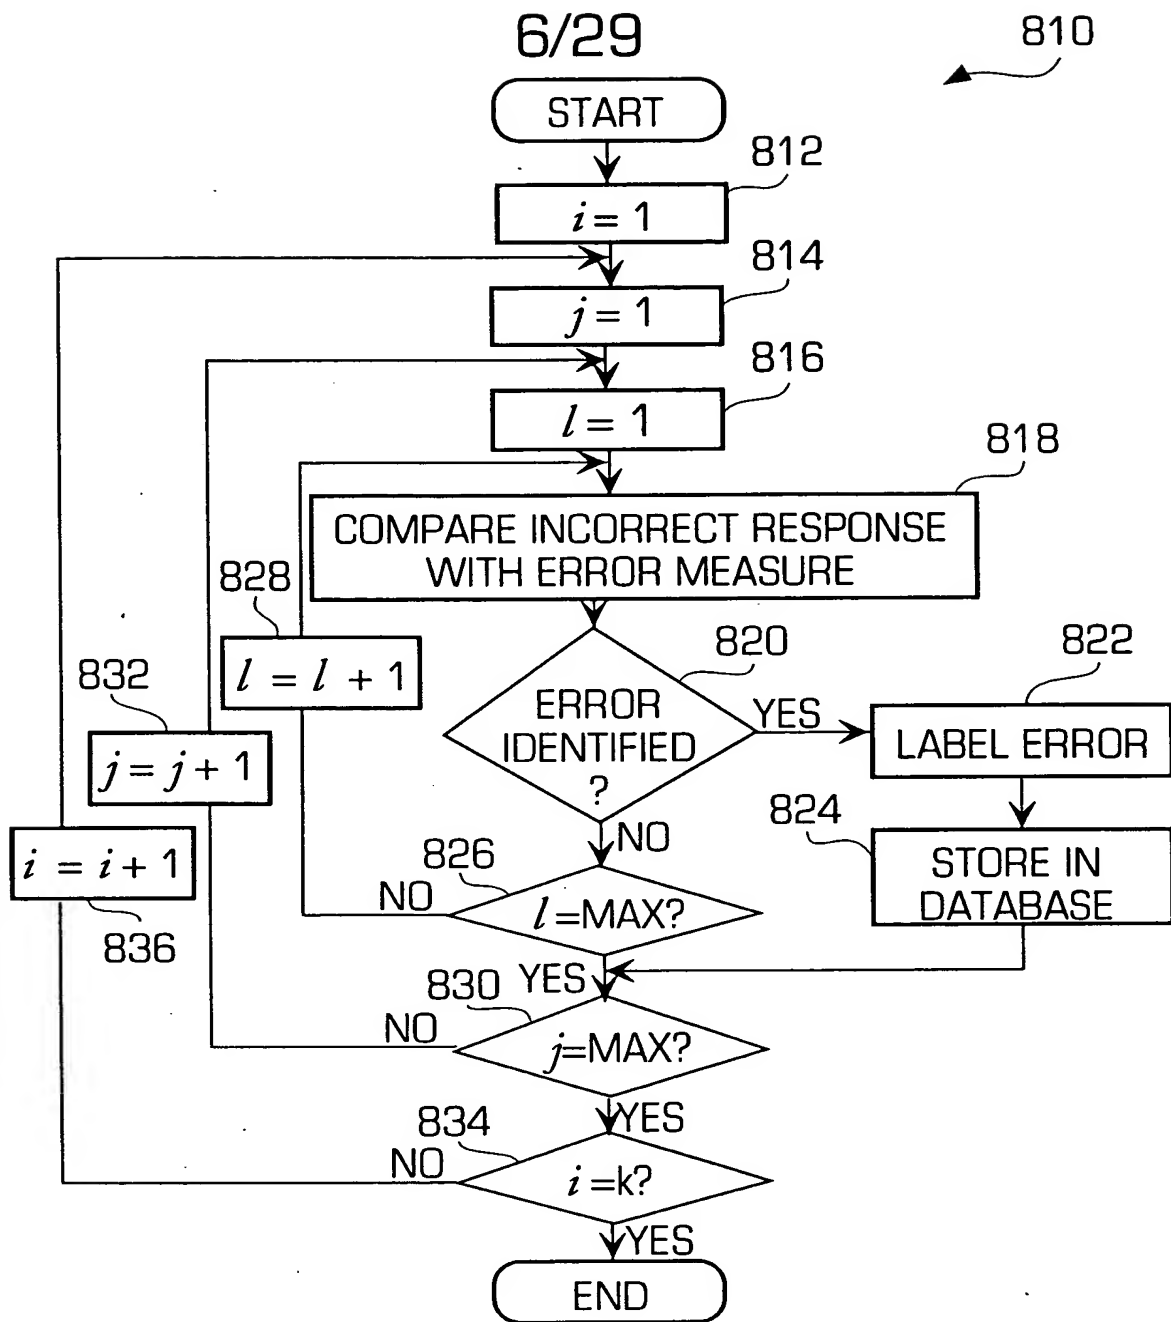 6/29
810
START
812
i = 1
814
j = 1
816
l = 1
818
COMPARE INCORRECT RESPONSE
WITH ERROR MEASURE
828
l = l + 1
820
822
832
ERROR
IDENTIFIED
?
YES
LABEL ERROR
j = j + 1
824
NO
STORE IN
DATABASE
i = i + 1
826
NO
l =MAX?
836
YES
830
NO
j=MAX?
YES
834
NO
i =k?
YES
END